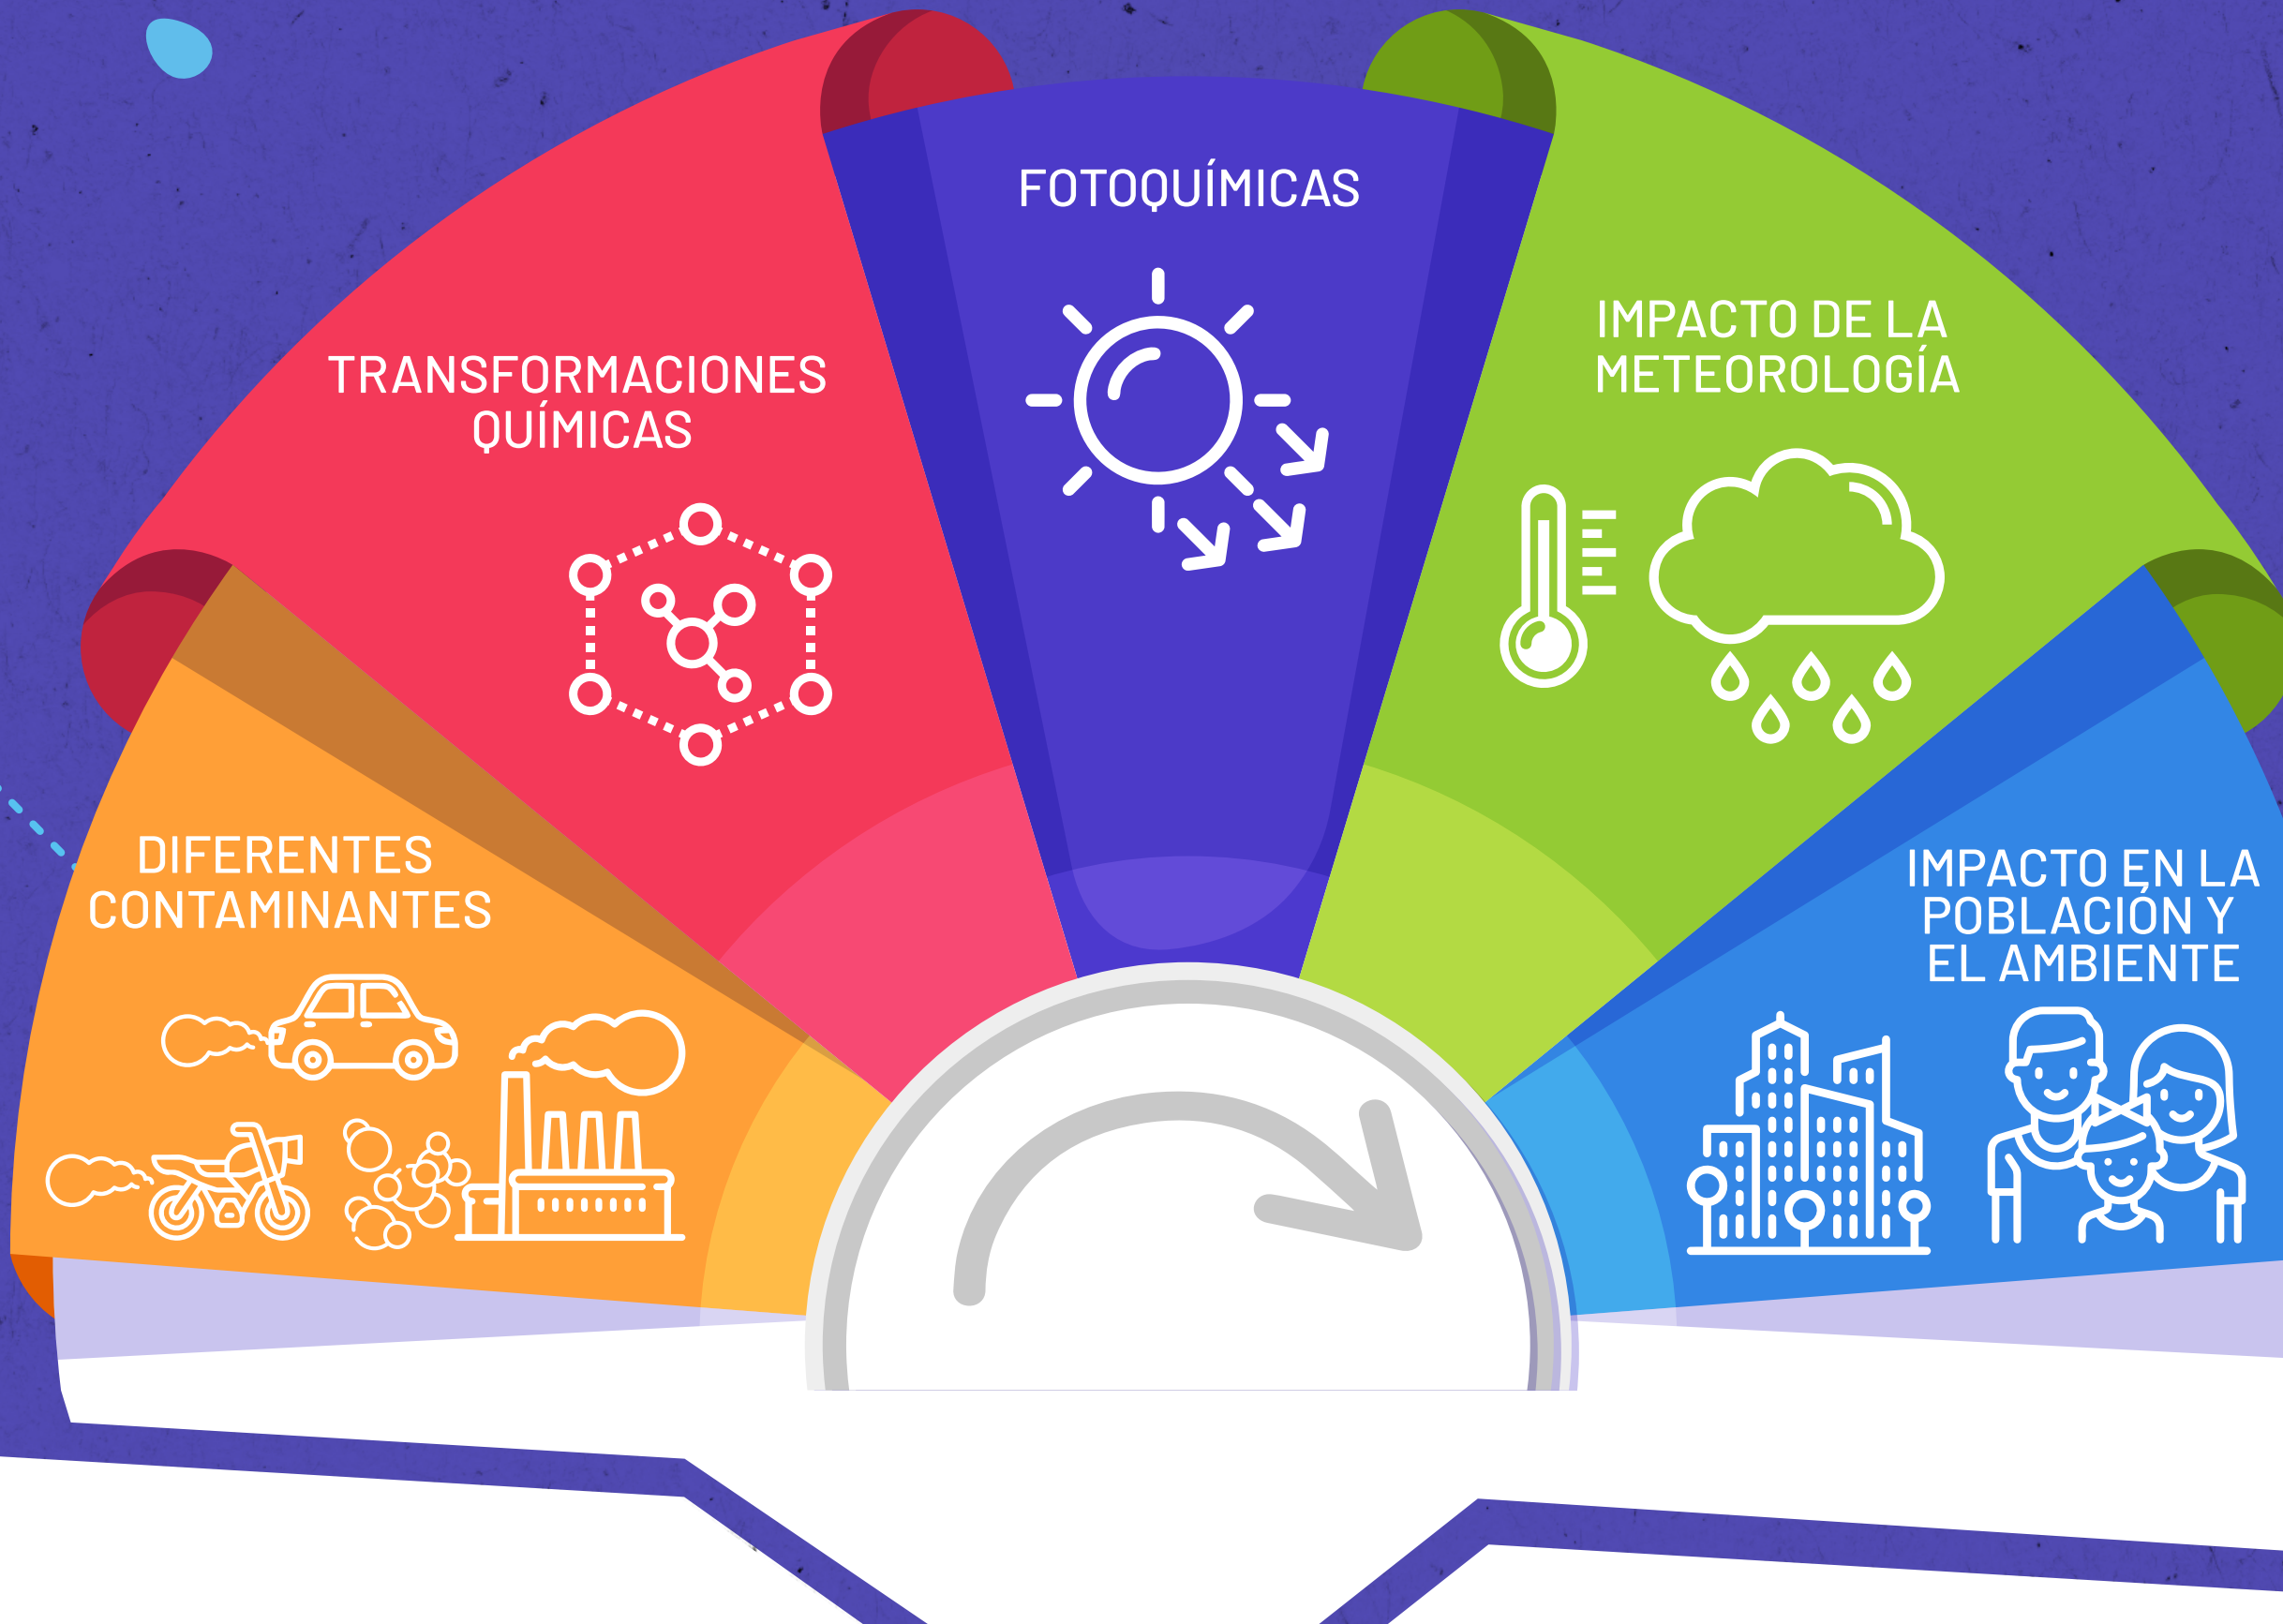 DIFERENTES
CONTAMINANTES
TRANSFORMACIONES
QUÍMICAS
FOTOQUÍMICAS
IMPACTO DE LA
METEOROLOGÍA
IMPACTO EN LA
POBLACIÓN Y
EL AMBIENTE